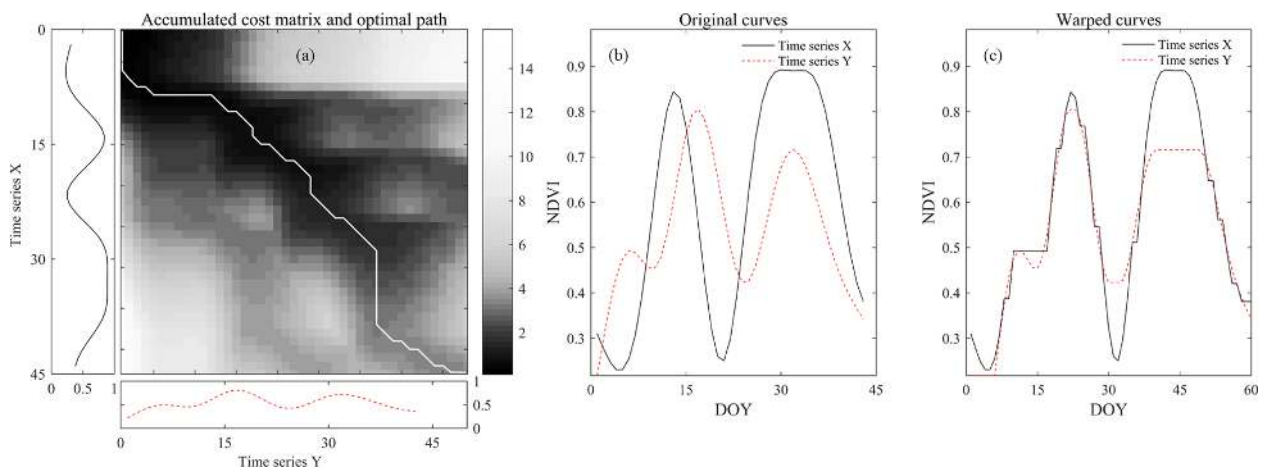 Accumulated cost matrix and optimal path
(a)
Time series X
0
15
30
45
0 0.5 1
14
12
10
8
6
4
2
1
0.5
0
0 15 30 45
Time series Y
Original curves
(b)
Time series X
Time series Y
NDVI
0.9
0.8
0.7
0.6
0.5
0.4
0.3
0 15 30 45
DOY
Warped curves
(c)
Time series X
Time series Y
NDVI
0.9
0.8
0.7
0.6
0.5
0.4
0.3
0 15 30 45 60
DOY